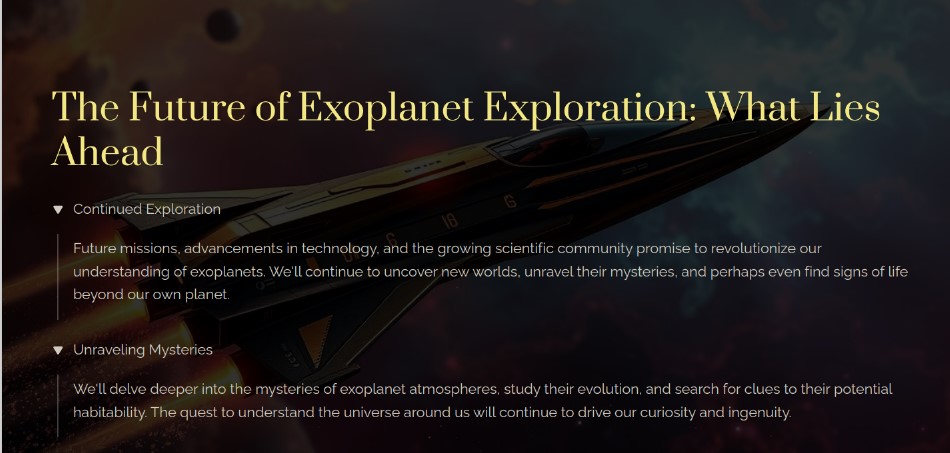 The Future of Exoplanet Exploration: What Lies
Ahead
Continued Exploration
Future missions, advancements in technology, and the growing scientific community promise to revolutionize our
understanding of exoplanets. We'll continue to uncover new worlds, unravel their mysteries, and perhaps even find signs of life
beyond our own planet.
Unraveling Mysteries
We'll delve deeper into the mysteries of exoplanet atmospheres, study their evolution, and search for clues to their potential
habitability. The quest to understand the universe around us will continue to drive our curiosity and ingenuity.
18
G
G